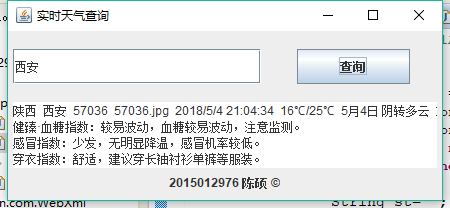 实时天气查询
西安
查询
陕西 西安 57036 57036.jpg 2018/5/4 21:04:34 16℃/25℃ 5月4日 阴转多云
健臻·血糖指数：较易波动，血糖较易波动，注意监测。
感冒指数：少发，无明显降温，感冒机率较低。
穿衣指数：舒适，建议穿长袖衬衫单裤等服装。
2015012976 陈硕 ©
n.com.WebXml
String st=